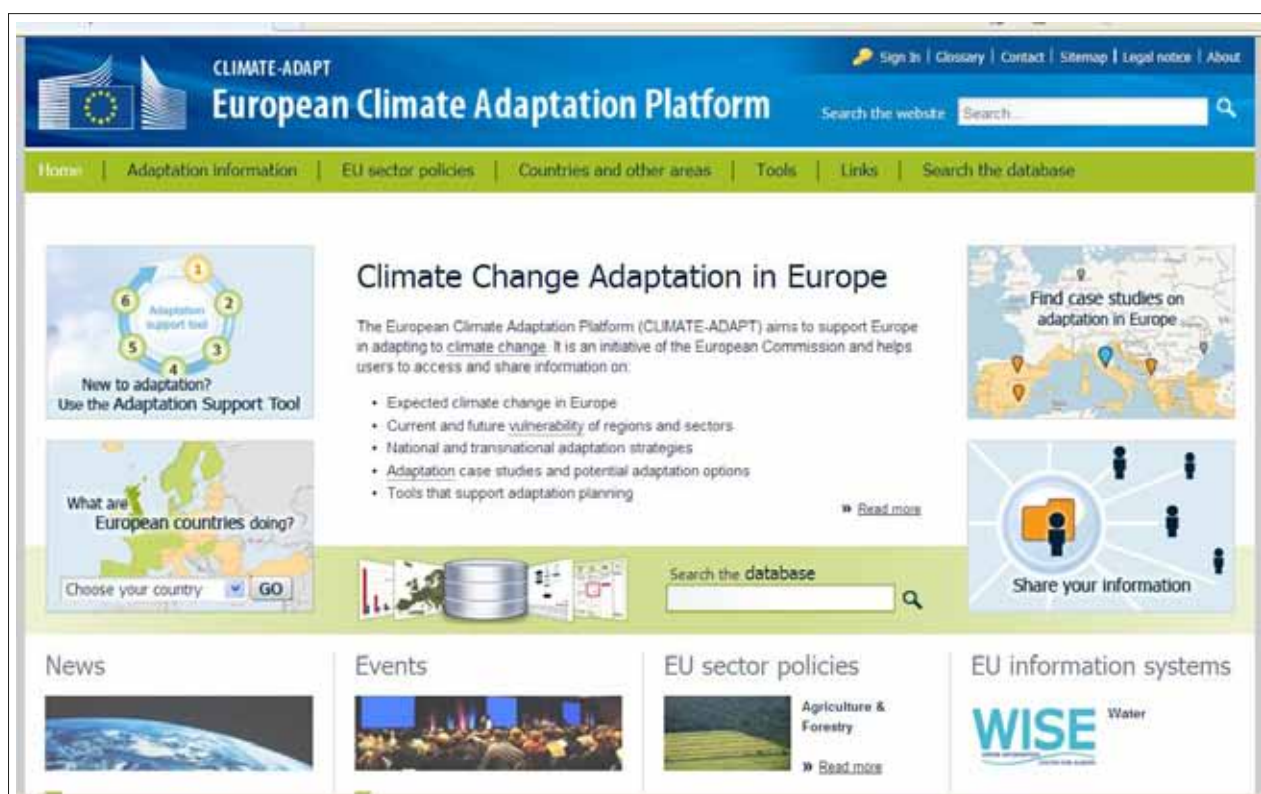 CLIMATE-ADAPT
European Climate Adaptation Platform
Sign In | Glossary | Contact | Sitemap | Legal notice | About
Search the website
Search...
Home | Adaptation information | EU sector policies | Countries and other areas | Tools | Links | Search the database
1
2
3
4
5
6
Adaptation
support tool
New to adaptation?
Use the Adaptation Support Tool
What are
European countries doing?
Choose your country
GO
Climate Change Adaptation in Europe
The European Climate Adaptation Platform (CLIMATE-ADAPT) aims to support Europe
in adapting to climate change. It is an initiative of the European Commission and helps
users to access and share information on:
• Expected climate change in Europe
• Current and future vulnerability of regions and sectors
• National and transnational adaptation strategies
• Adaptation case studies and potential adaptation options
• Tools that support adaptation planning
» Read more
Search the database
Find case studies on
adaptation in Europe
Share your information
News
Events
EU sector policies
Agriculture &
Forestry
» Read more
EU information systems
WISE
Water